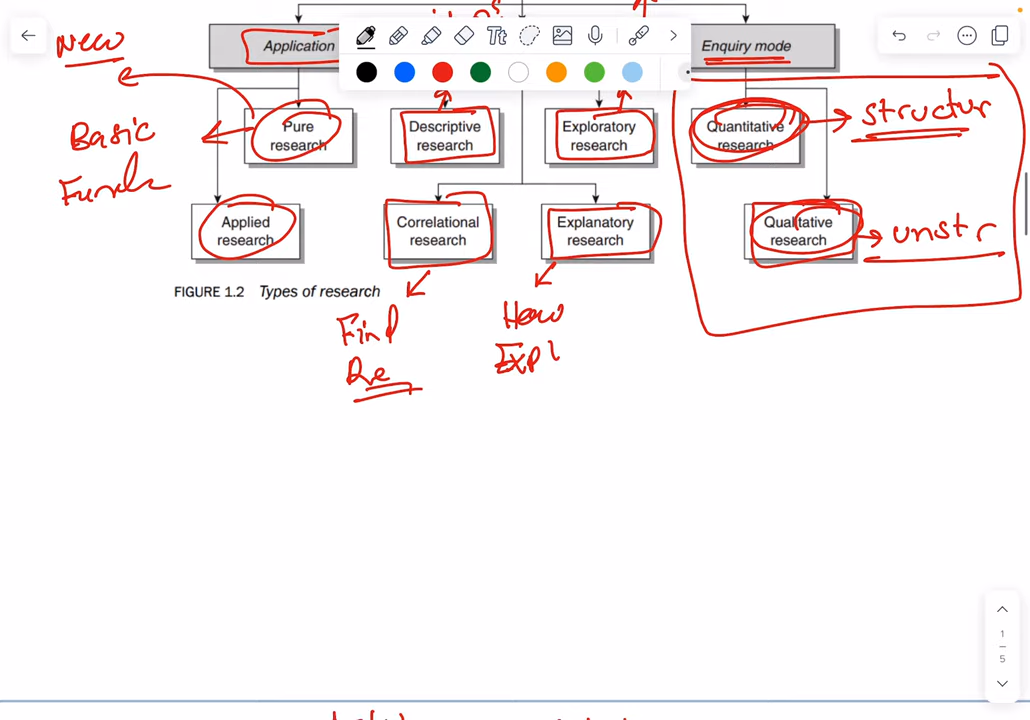 New
Application
Tt
Enquiry mode
Basic
Pure
research
Descriptive
research
Exploratory
research
Quantitative
research
structur
Applied
research
Correlational
research
Explanatory
research
Qualitative
research
unstr
FIGURE 1.2 Types of research
Find
Re
How
Expl
1
5